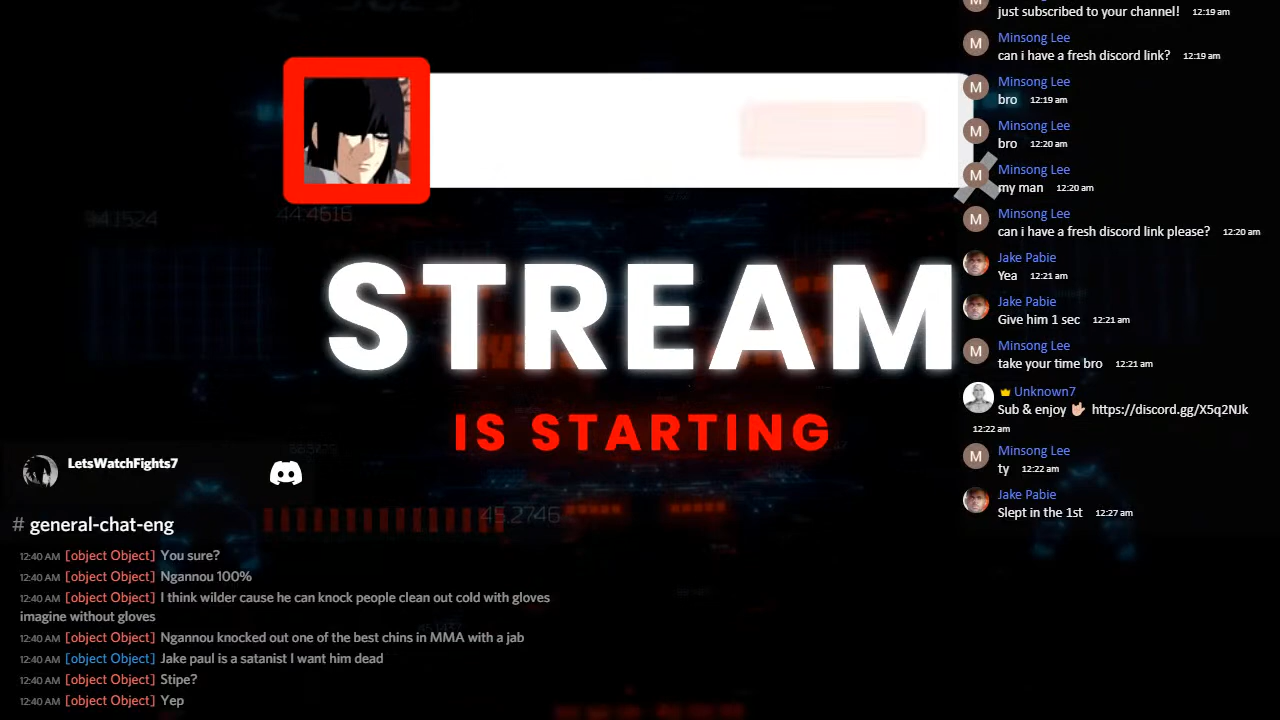 just subscribed to your channel! 12:19 am
M Minsong Lee
can i have a fresh discord link? 12:19 am
M Minsong Lee
bro 12:19 am
M Minsong Lee
bro 12:20 am
M Minsong Lee
my man 12:20 am
M Minsong Lee
can i have a fresh discord link please? 12:20 am
Jake Pabie
Yea 12:21 am
Jake Pabie
Give him 1 sec 12:21 am
M Minsong Lee
take your time bro 12:21 am
Unknown7
Sub & enjoy 🤟🏻 https://discord.gg/X5q2NJk
12:22 am
M Minsong Lee
ty 12:22 am
Jake Pabie
Slept in the 1st 12:27 am
44.4516
STREAM
IS STARTING
45.2746
LetsWatchFights7
# general-chat-eng
12:40 AM [object Object] You sure?
12:40 AM [object Object] Ngannou 100%
12:40 AM [object Object] I think wilder cause he can knock people clean out cold with gloves
imagine without gloves
12:40 AM [object Object] Ngannou knocked out one of the best chins in MMA with a jab
12:40 AM [object Object] Jake paul is a satanist I want him dead
12:40 AM [object Object] Stipe?
12:40 AM [object Object] Yep